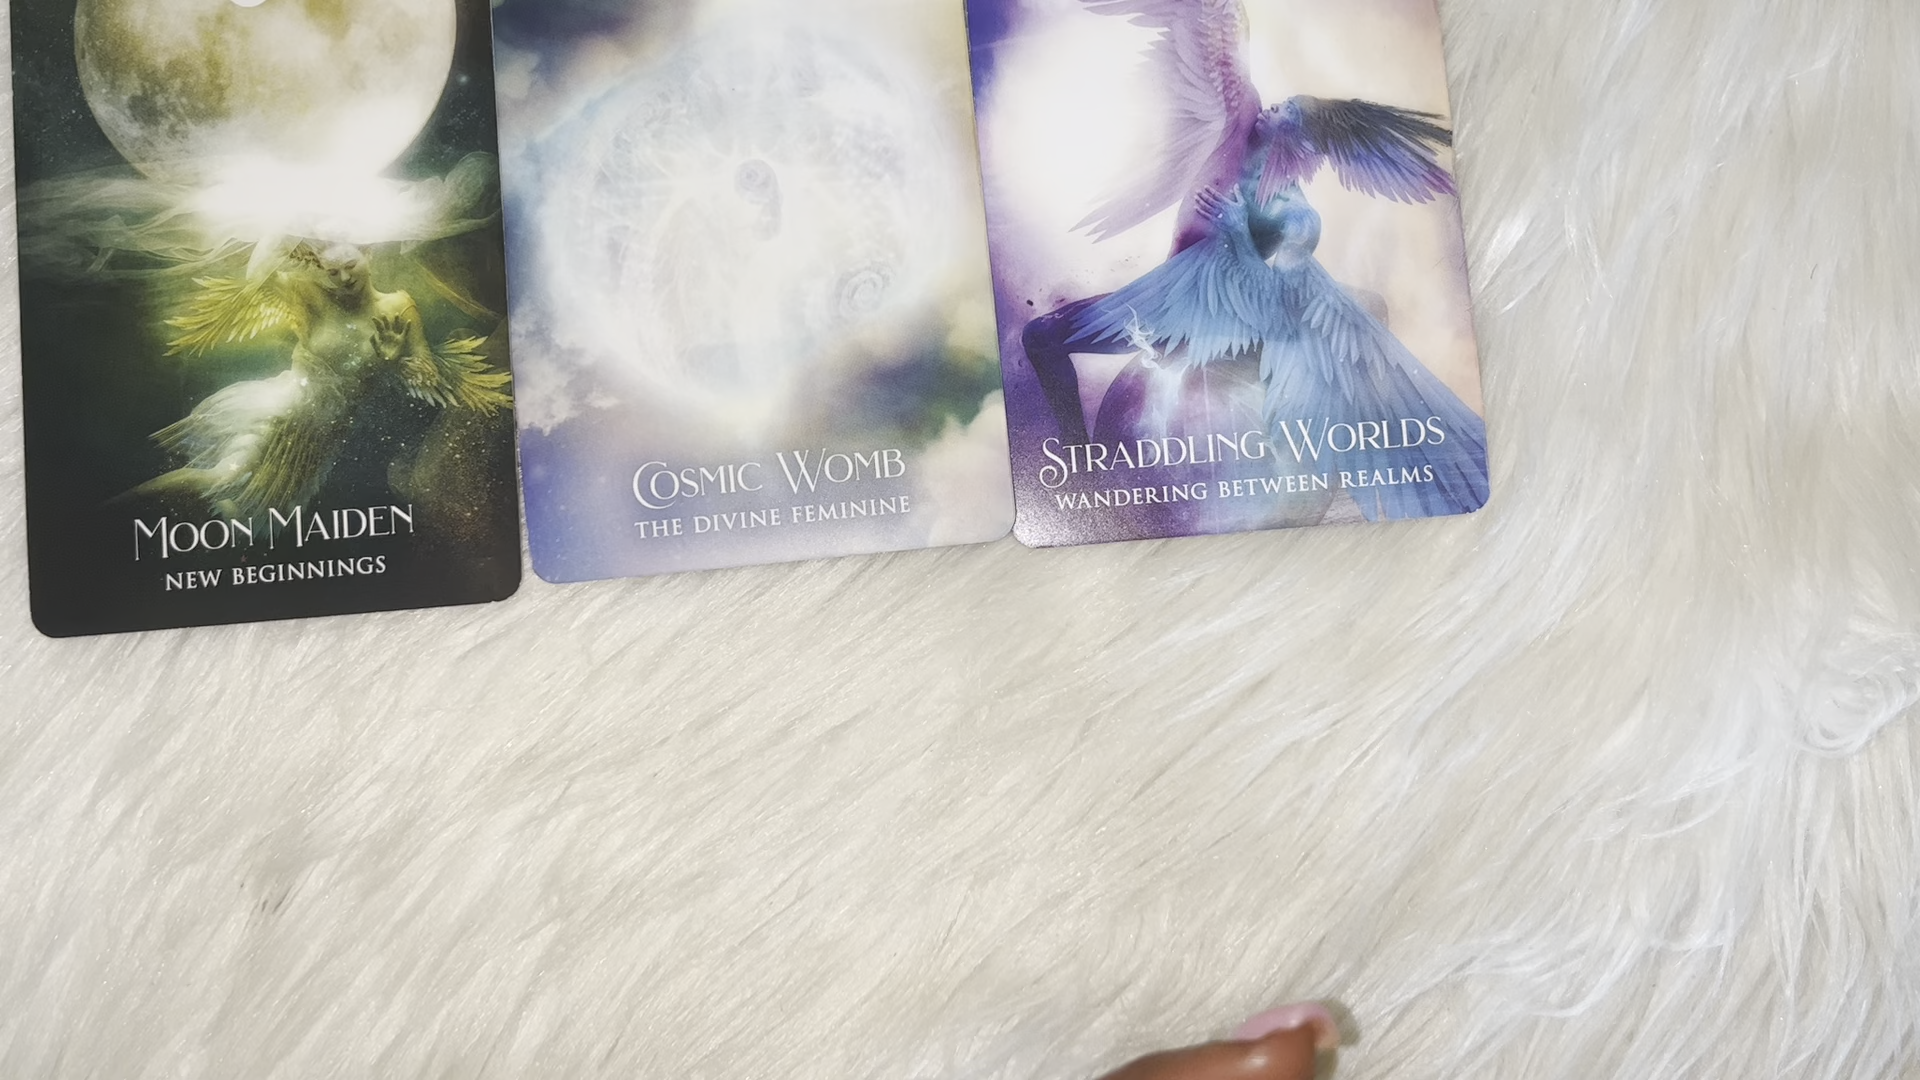 Moon Maiden
NEW BEGINNINGS
Cosmic Womb
THE DIVINE FEMININE
Straddling Worlds
WANDERING BETWEEN REALMS